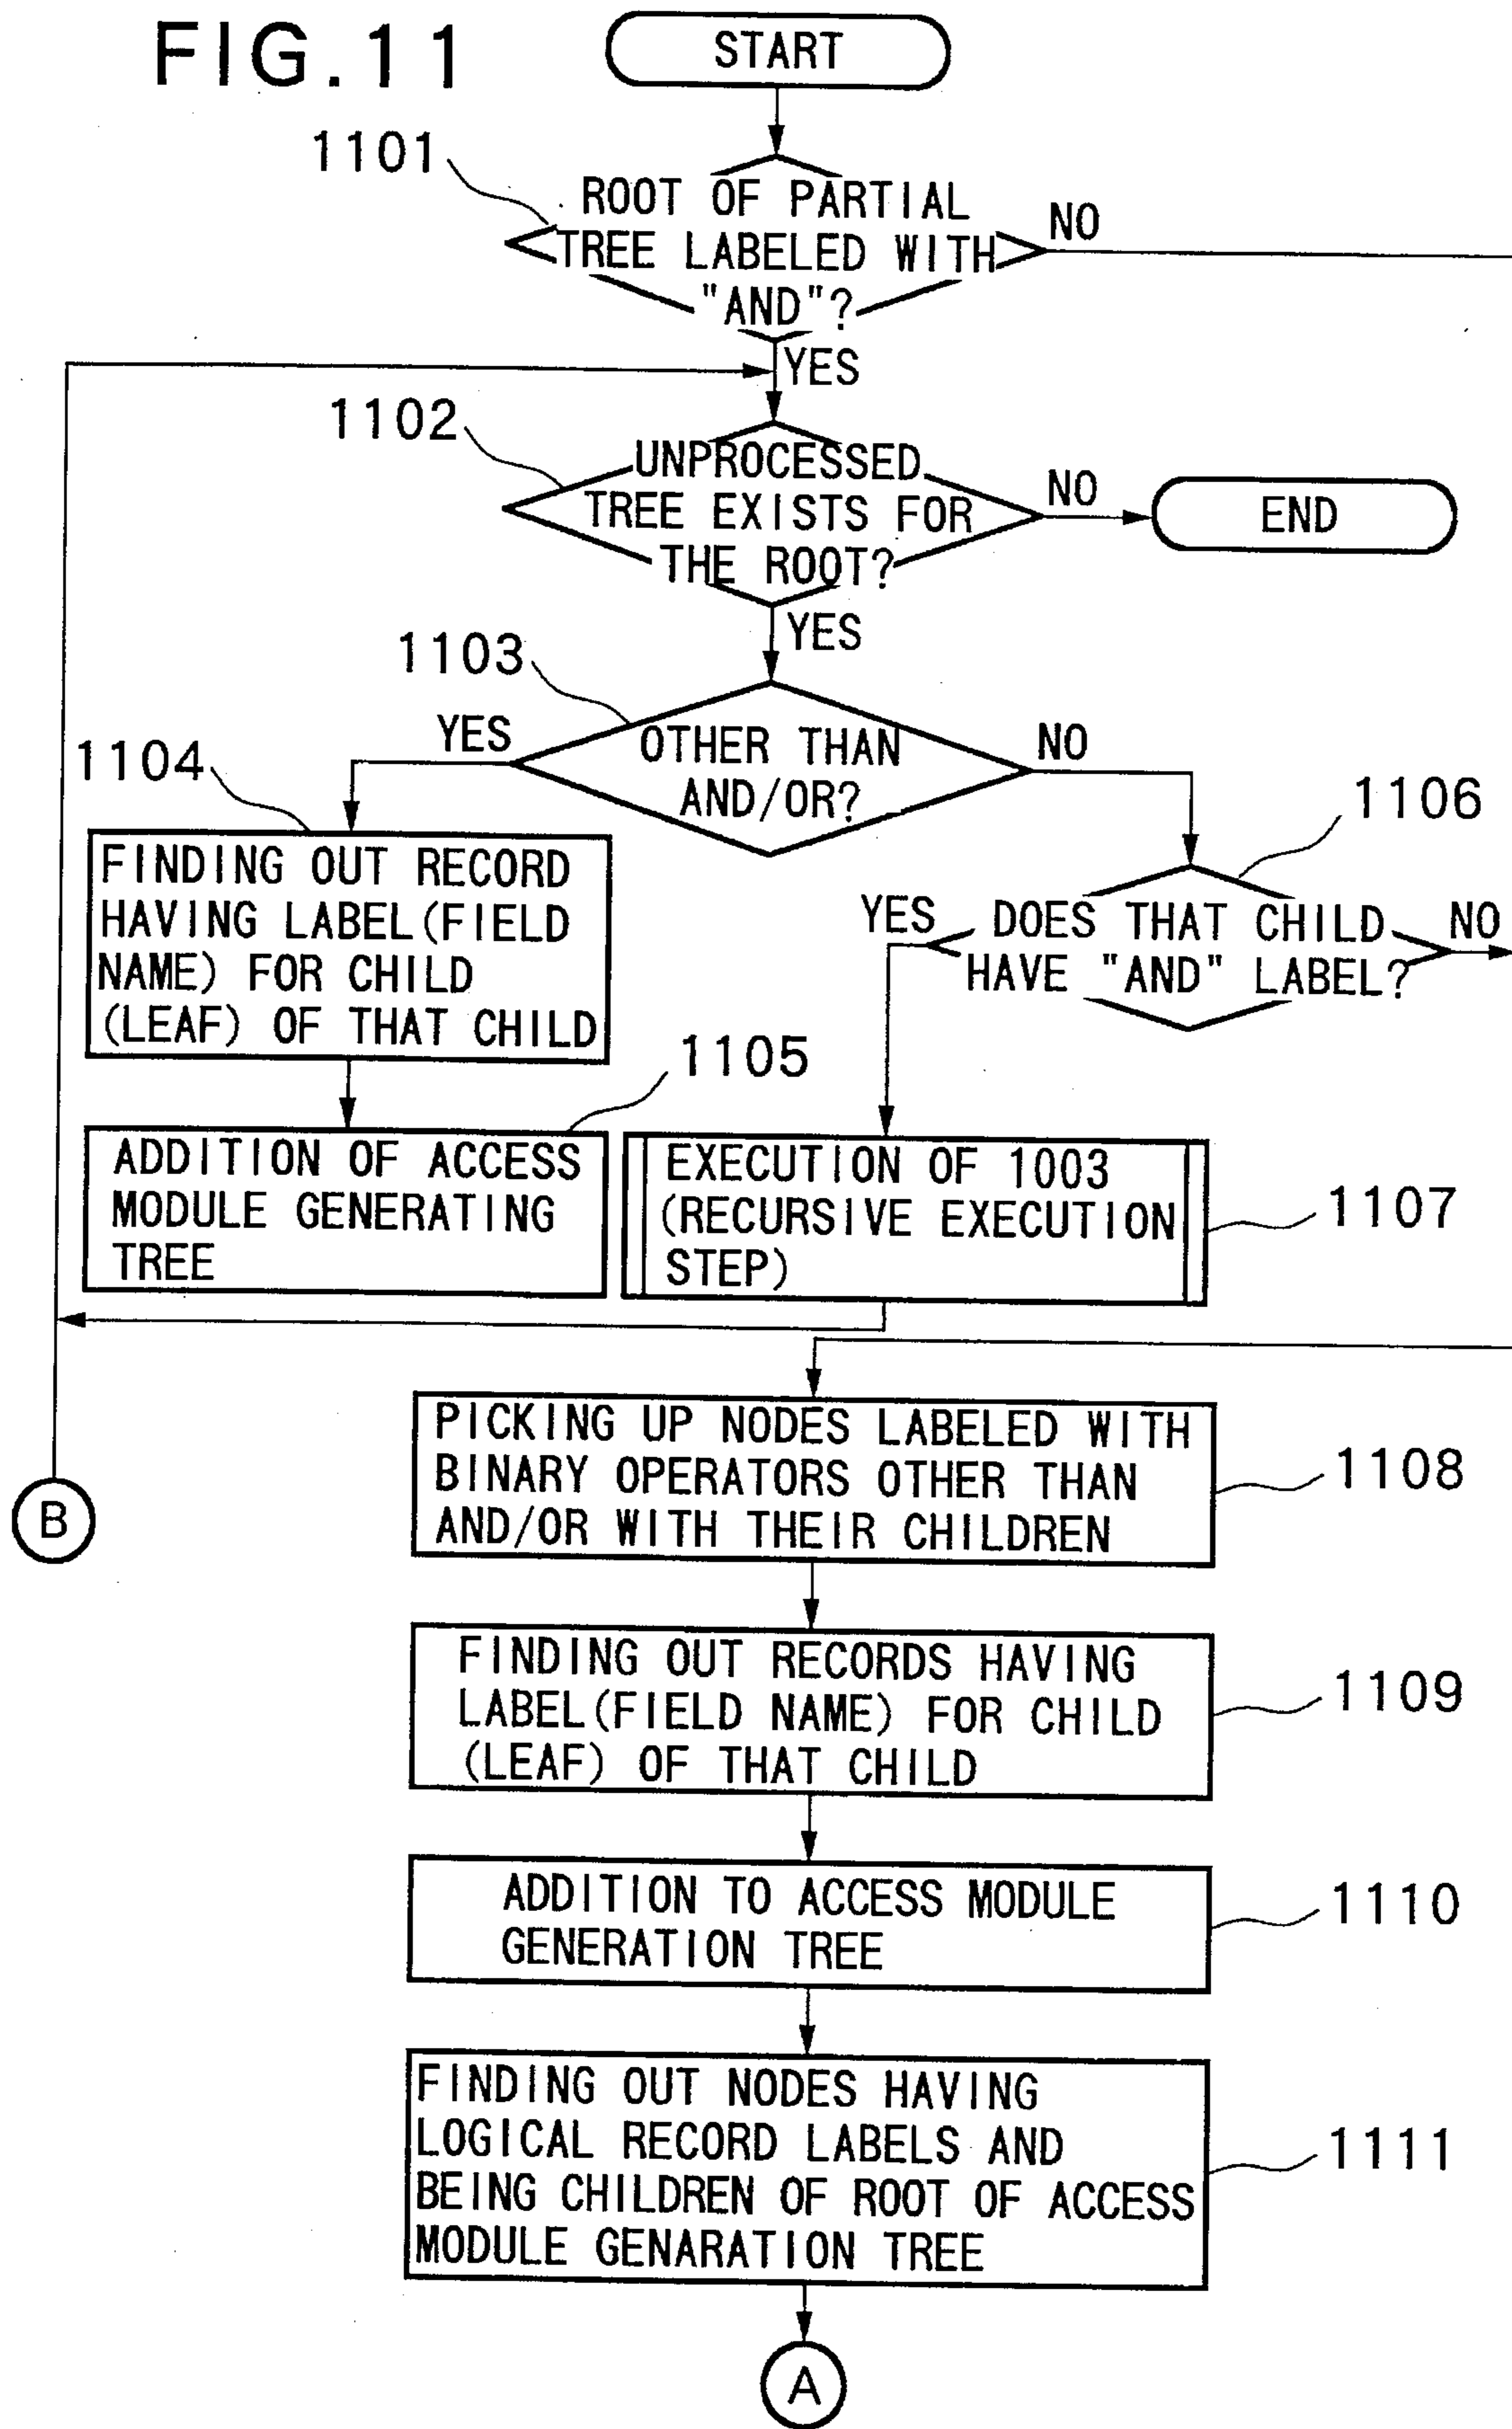 FIG.11
START
1101
ROOT OF PARTIAL
TREE LABELED WITH
"AND"?
NO
YES
1102
UNPROCESSED
TREE EXISTS FOR
THE ROOT?
NO
END
YES
1103
YES
OTHER THAN
AND/OR?
NO
1104
FINDING OUT RECORD
HAVING LABEL(FIELD
NAME) FOR CHILD
(LEAF) OF THAT CHILD
1106
YES
DOES THAT CHILD
HAVE "AND" LABEL?
NO
1105
ADDITION OF ACCESS
MODULE GENERATING
TREE
EXECUTION OF 1003
(RECURSIVE EXECUTION
STEP)
1107
PICKING UP NODES LABELED WITH
BINARY OPERATORS OTHER THAN
AND/OR WITH THEIR CHILDREN
1108
B
FINDING OUT RECORDS HAVING
LABEL(FIELD NAME) FOR CHILD
(LEAF) OF THAT CHILD
1109
ADDITION TO ACCESS MODULE
GENERATION TREE
1110
FINDING OUT NODES HAVING
LOGICAL RECORD LABELS AND
BEING CHILDREN OF ROOT OF ACCESS
MODULE GENARATION TREE
1111
A